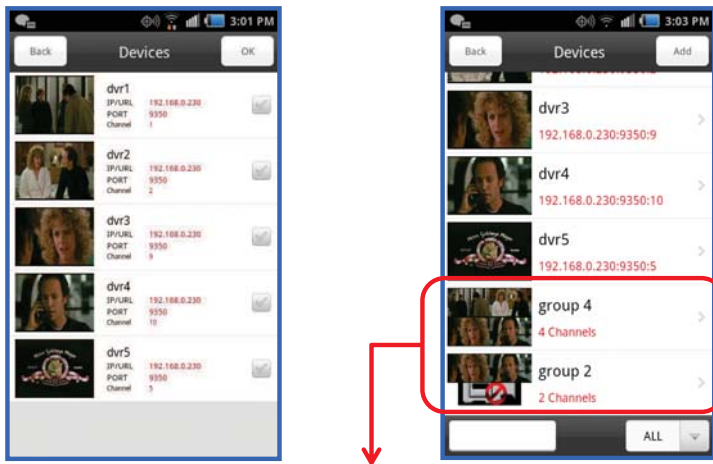 3:01 PM
Back
Devices
OK
dvr1
IP/URL 192.168.0.230
PORT 9350
Channel 1
dvr2
IP/URL 192.168.0.230
PORT 9350
Channel 2
dvr3
IP/URL 192.168.0.230
PORT 9350
Channel 9
dvr4
IP/URL 192.168.0.230
PORT 9350
Channel 10
dvr5
IP/URL 192.168.0.230
PORT 9350
Channel 5
3:03 PM
Back
Devices
Add
dvr3
192.168.0.230:9350:9
dvr4
192.168.0.230:9350:10
dvr5
192.168.0.230:9350:5
group 4
4 Channels
group 2
2 Channels
ALL